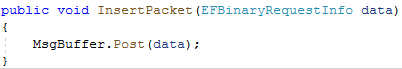 public void InsertPacket(EFBinaryRequestInfo data)
{
    MsgBuffer.Post(data);
}